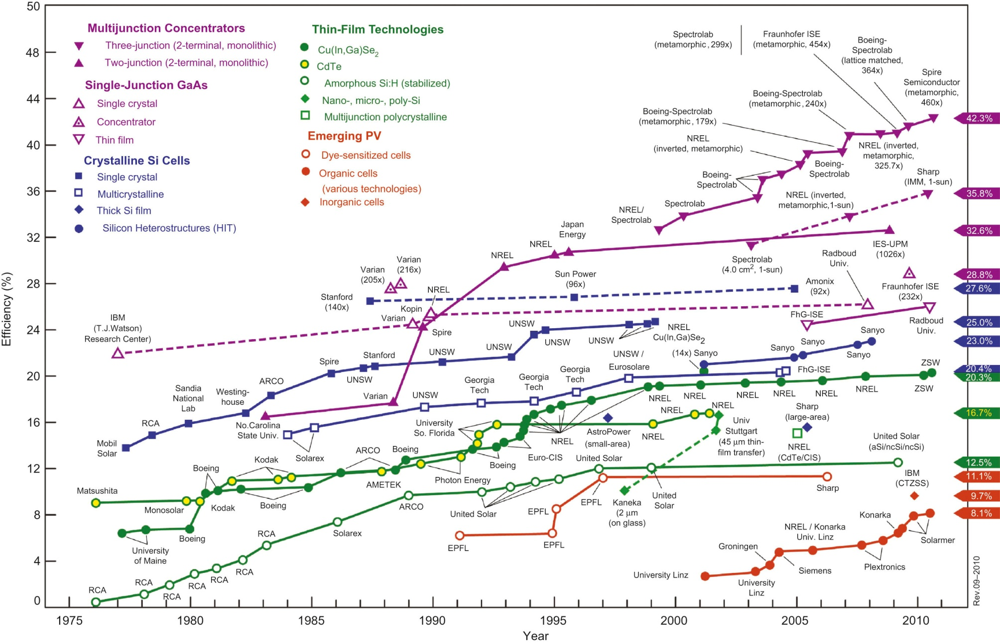 50
48
44
40
36
32
28
24
20
16
12
8
4
0
Efficiency (%)
Multijunction Concentrators
Three-junction (2-terminal, monolithic)
Two-junction (2-terminal, monolithic)
Single-Junction GaAs
Single crystal
Concentrator
Thin film
Crystalline Si Cells
Single crystal
Multicrystalline
Thick Si film
Silicon Heterostructures (HIT)
Thin-Film Technologies
Cu(In,Ga)Se2
CdTe
Amorphous Si:H (stabilized)
Nano-, micro-, poly-Si
Multijunction polycrystalline
Emerging PV
Dye-sensitized cells
Organic cells
(various technologies)
Inorganic cells
Spectrolab
(metamorphic, 299x)
Fraunhofer ISE
(metamorphic, 454x)
Boeing-
Spectrolab
(lattice matched,
364x)
Spire
Semiconductor
(metamorphic,
460x)
Boeing-Spectrolab
(metamorphic, 240x)
Boeing-Spectrolab
(metamorphic, 179x)
NREL
(inverted, metamorphic)
NREL (inverted,
metamorphic,
325.7x)
Boeing-
Spectrolab
Boeing-
Spectrolab
Sharp
(IMM, 1-sun)
NREL (inverted,
metamorphic,1-sun)
NREL/
Spectrolab
Spectrolab
Japan
Energy
NREL
NREL
IES-UPM
(1026x)
Spectrolab
(4.0 cm2, 1-sun)
Radboud
Univ.
Varian
(216x)
Varian
(205x)
NREL
Stanford
(140x)
Kopin
Varian
Spire
Sun Power
(96x)
Amonix
(92x)
Fraunhofer ISE
(232x)
FhG-ISE
Radboud
Univ.
IBM
(T.J.Watson)
Research Center)
UNSW
UNSW
UNSW
NREL
Cu(In,Ga)Se2
(14x)
Sanyo
Sanyo
Sanyo
Sanyo
Sanyo
UNSW
UNSW
Stanford
Spire
UNSW
ARCO
Westing-
house
Sandia
National
Lab
RCA
Mobil
Solar
Varian
No.Carolina
State Univ.
Solarex
UNSW
Georgia
Tech
Georgia
Tech
Georgia
Tech
UNSW /
Eurosolare
FhG-ISE
ZSW
ZSW
NREL
NREL
NREL
NREL
NREL
NREL
NREL
NREL
NREL
NREL
NREL
University
So. Florida
AstroPower
(small-area)
Sharp
(large-area)
Univ
Stuttgart
(45 μm thin-
film transfer)
NREL
(CdTe/CIS)
United Solar
(aSi/ncSi/ncSi)
Euro-CIS
Boeing
United Solar
Boeing
ARCO
Kodak
Boeing
Matsushita
Monosolar
Kodak
Boeing
AMETEK
Photon Energy
ARCO
United Solar
United
Solar
Kaneka
(2 μm
(on glass)
EPFL
EPFL
EPFL
EPFL
Sharp
IBM
(CTZSS)
Boeing
University
of Maine
Solarex
RCA
RCA
RCA
RCA
RCA
RCA
RCA
Konarka
Solarmer
NREL / Konarka
Univ. Linz
Groningen
Siemens
Plextronics
University Linz
University
Linz
42.3%
35.8%
32.6%
28.8%
27.6%
25.0%
23.0%
20.4%
20.3%
16.7%
12.5%
11.1%
9.7%
8.1%
Rev.09–2010
1975
1980
1985
1990
1995
2000
2005
2010
Year